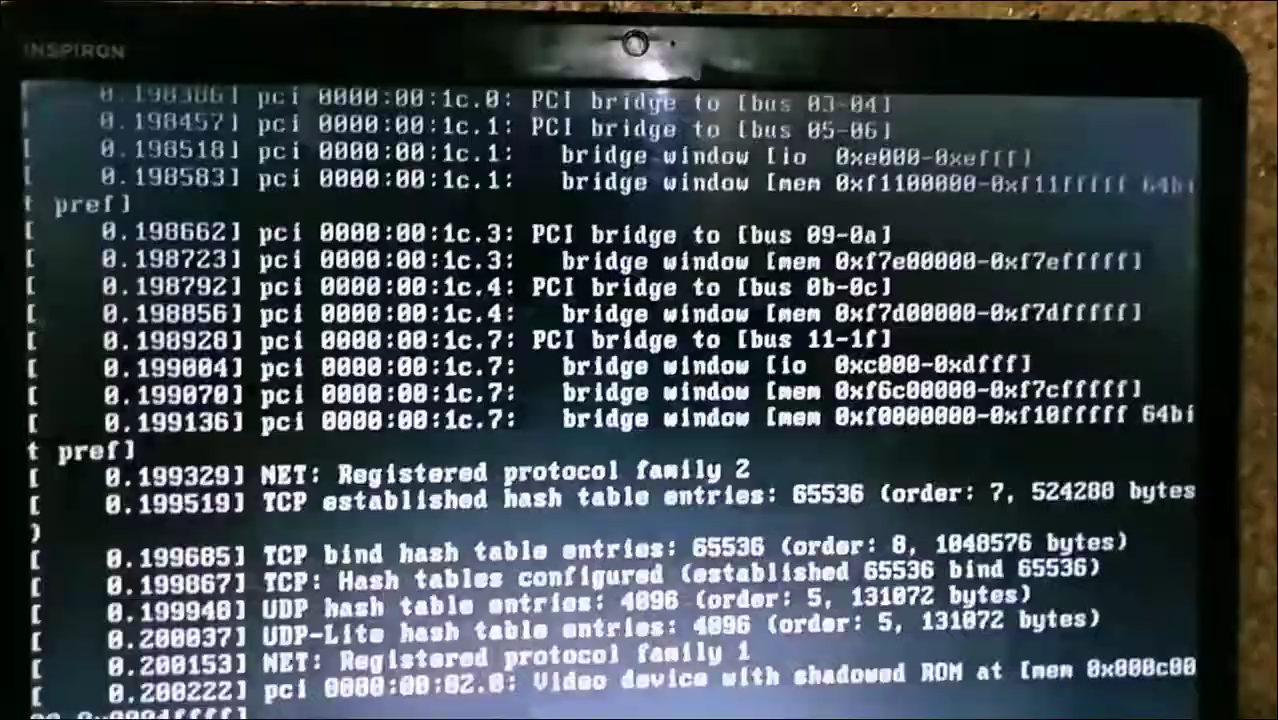 INSPIRON
[    0.198386] pci 0000:00:1c.0: PCI bridge to [bus 03-04]
[    0.198457] pci 0000:00:1c.1: PCI bridge to [bus 05-06]
[    0.198518] pci 0000:00:1c.1:   bridge window [io  0xe000-0xefff]
[    0.198583] pci 0000:00:1c.1:   bridge window [mem 0xf1100000-0xf11fffff 64bi
t pref]
[    0.198662] pci 0000:00:1c.3: PCI bridge to [bus 09-0a]
[    0.198723] pci 0000:00:1c.3:   bridge window [mem 0xf7e00000-0xf7efffff]
[    0.198792] pci 0000:00:1c.4: PCI bridge to [bus 0b-0c]
[    0.198856] pci 0000:00:1c.4:   bridge window [mem 0xf7d00000-0xf7dfffff]
[    0.198928] pci 0000:00:1c.7: PCI bridge to [bus 11-1f]
[    0.199004] pci 0000:00:1c.7:   bridge window [io  0xc000-0xdfff]
[    0.199070] pci 0000:00:1c.7:   bridge window [mem 0xf6c00000-0xf7cfffff]
[    0.199136] pci 0000:00:1c.7:   bridge window [mem 0xf0000000-0xf10fffff 64bi
t pref]
[    0.199329] NET: Registered protocol family 2
[    0.199519] TCP established hash table entries: 65536 (order: 7, 524288 bytes
)
[    0.199685] TCP bind hash table entries: 65536 (order: 8, 1048576 bytes)
[    0.199867] TCP: Hash tables configured (established 65536 bind 65536)
[    0.199940] UDP hash table entries: 4096 (order: 5, 131072 bytes)
[    0.200037] UDP-Lite hash table entries: 4096 (order: 5, 131072 bytes)
[    0.200153] NET: Registered protocol family 1
[    0.200222] pci 0000:00:02.0: Video device with shadowed ROM at [mem 0x000c00
00-0x000dffff]